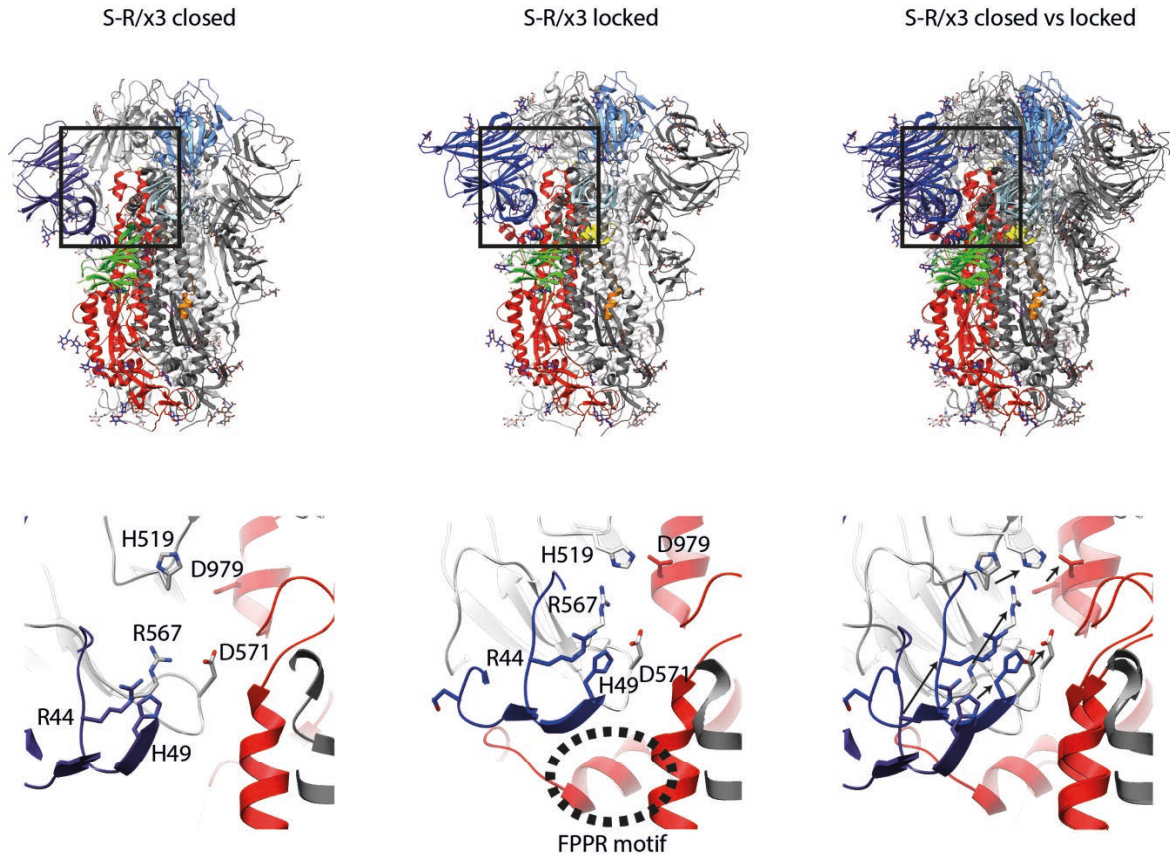 S-R/x3 closed
S-R/x3 locked
S-R/x3 closed vs locked
H519
D979
R567
D571
R44
H49
H519
D979
R567
R44
D571
H49
FPPR motif